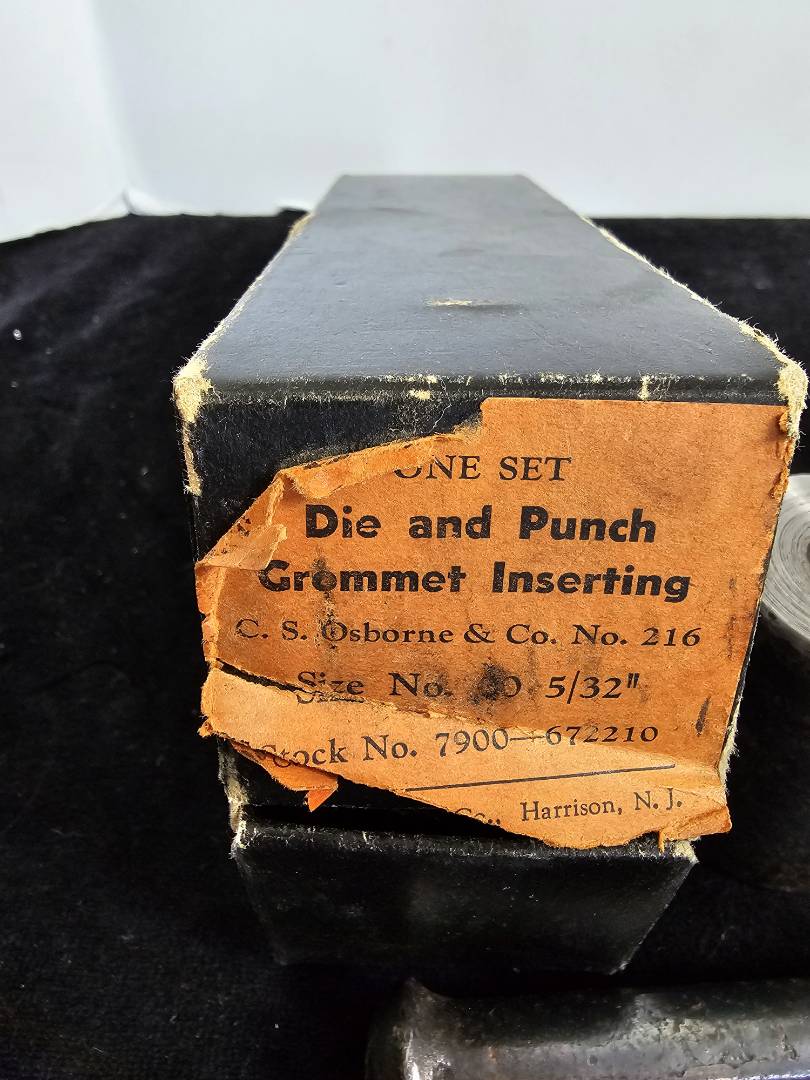 ONE SET
Die and Punch
Grommet Inserting
C. S. Osborne & Co. No. 216
Size No. 5/32"
Stock No. 7900—672210
Co., Harrison, N. J.